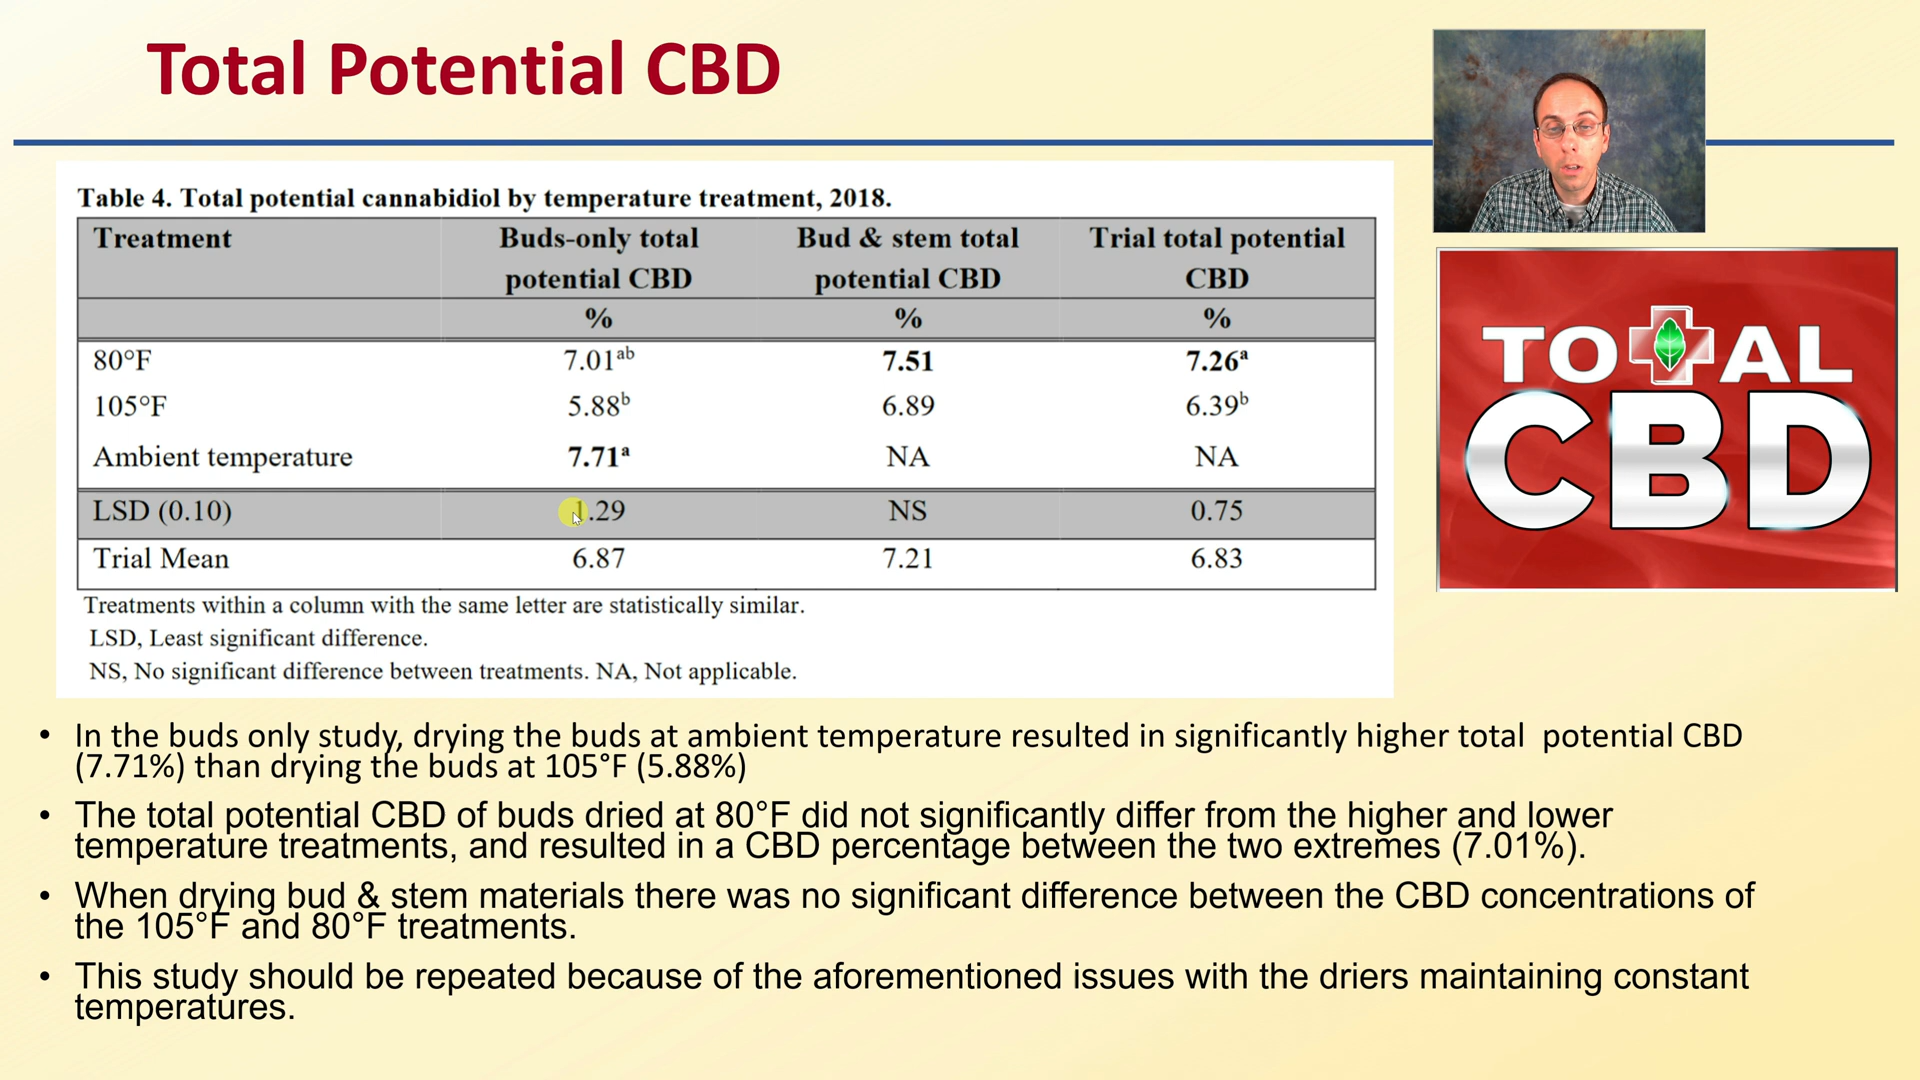 Total Potential CBD
Table 4. Total potential cannabidiol by temperature treatment, 2018.
Treatment Buds-only total potential CBD Bud & stem total potential CBD Trial total potential CBD
% % %
80°F 7.01ab 7.51 7.26a
105°F 5.88b 6.89 6.39b
Ambient temperature 7.71a NA NA
LSD (0.10) 1.29 NS 0.75
Trial Mean 6.87 7.21 6.83
Treatments within a column with the same letter are statistically similar.
LSD, Least significant difference.
NS, No significant difference between treatments. NA, Not applicable.
TOTAL
CBD
• In the buds only study, drying the buds at ambient temperature resulted in significantly higher total potential CBD
(7.71%) than drying the buds at 105°F (5.88%)
• The total potential CBD of buds dried at 80°F did not significantly differ from the higher and lower
temperature treatments, and resulted in a CBD percentage between the two extremes (7.01%).
• When drying bud & stem materials there was no significant difference between the CBD concentrations of
the 105°F and 80°F treatments.
• This study should be repeated because of the aforementioned issues with the driers maintaining constant
temperatures.